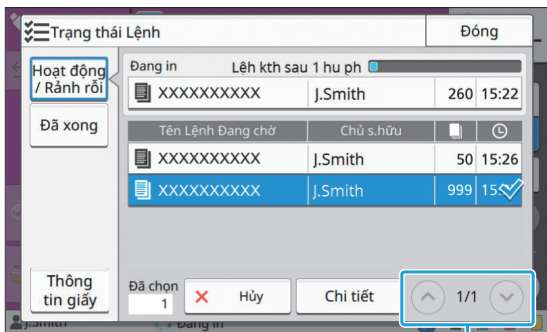 Trạng thái Lệnh
Đóng
Hoạt động
/ Rảnh rỗi
Đã xong
Thông
tin giấy
Đang in Lệh kth sau 1 hu ph
XXXXXXXXXX J.Smith 260 15:22
Tên Lệnh Đang chờ Chủ s.hữu
XXXXXXXXXX J.Smith 50 15:26
XXXXXXXXXX J.Smith 999 15:
Đã chọn
1
Hủy
Chi tiết
1/1
J.Smith Đang in